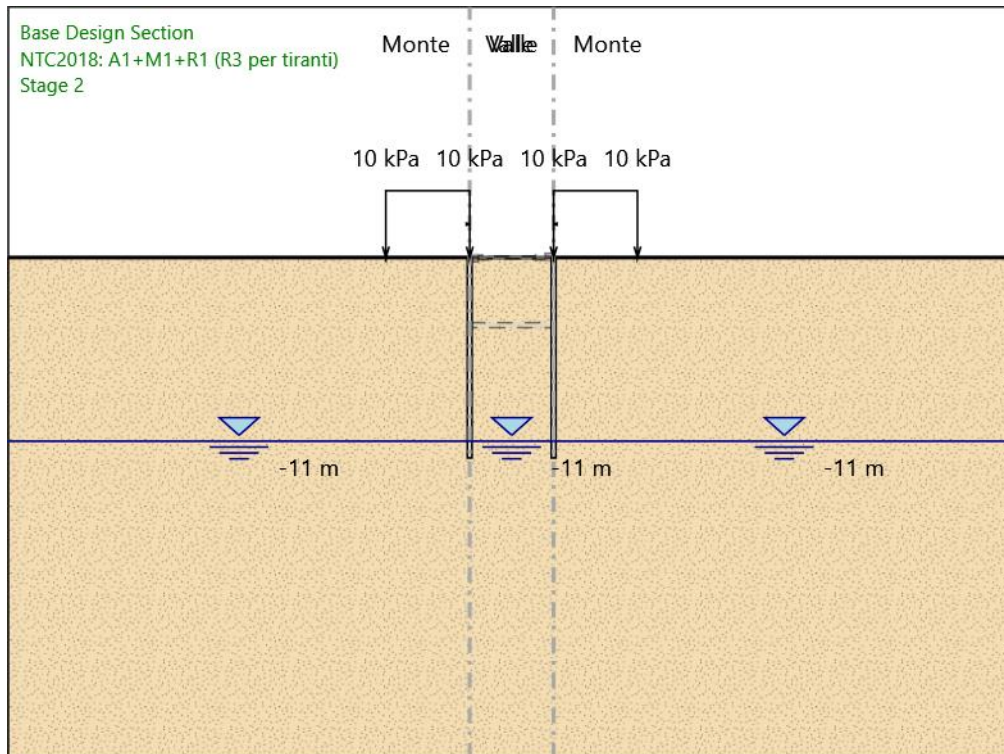 Base Design Section
NTC2018: A1+M1+R1 (R3 per tiranti)
Stage 2
Monte Valle Monte
10 kPa 10 kPa 10 kPa 10 kPa
-11 m -11 m -11 m